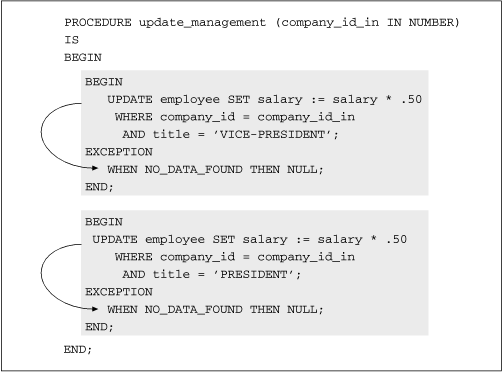 PROCEDURE update_management (company_id_in IN NUMBER)
IS
BEGIN
BEGIN
UPDATE employee SET salary := salary * .50
WHERE company_id = company_id_in
AND title = ’VICE-PRESIDENT’;
EXCEPTION
WHEN NO_DATA_FOUND THEN NULL;
END;
BEGIN
UPDATE employee SET salary := salary * .50
WHERE company_id = company_id_in
AND title = ’PRESIDENT’;
EXCEPTION
WHEN NO_DATA_FOUND THEN NULL;
END;
END;